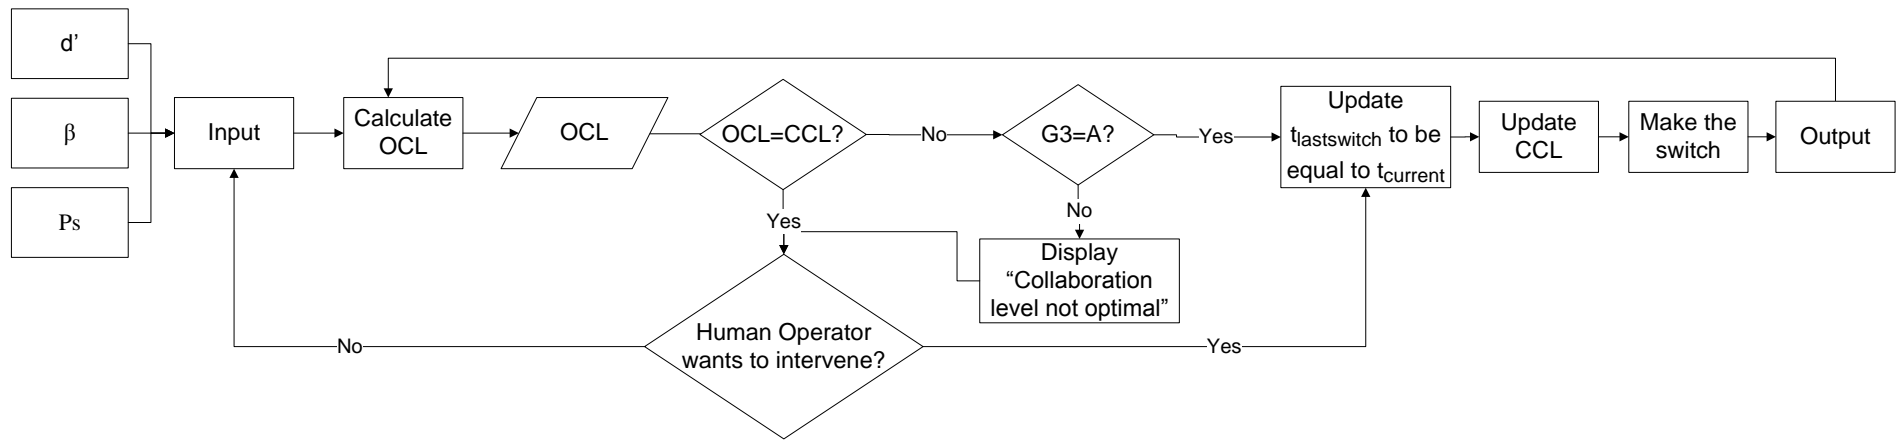 d’
β
Ps
Input
Calculate
OCL
OCL
OCL=CCL?
No
G3=A?
Yes
Update
tlastswitch to be
equal to tcurrent
Update
CCL
Make the
switch
Output
Yes
No
Display
“Collaboration
level not optimal”
Human Operator
wants to intervene?
No
Yes